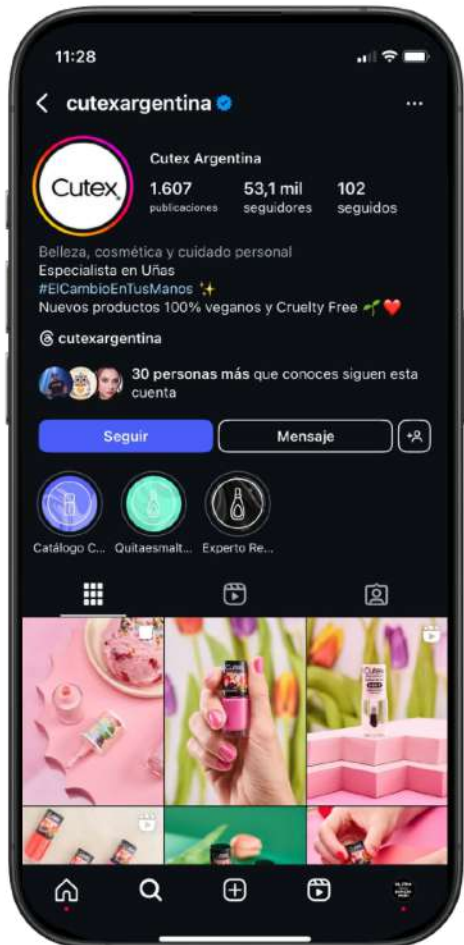 11:28
cutexargentina
Cutex
Cutex Argentina
1.607
53,1 mil
102
publicaciones
seguidores
seguidos
Belleza, cosmética y cuidado personal
Especialista en Uñas
#ElCambioEnTusManos ✨
Nuevos productos 100% veganos y Cruelty Free 🌱❤️
cutexargentina
30 personas más que conoces siguen esta
cuenta
Seguir
Mensaje
Catálogo C...
Quitaesmalt...
Experto Re...
Cutex
Cutex